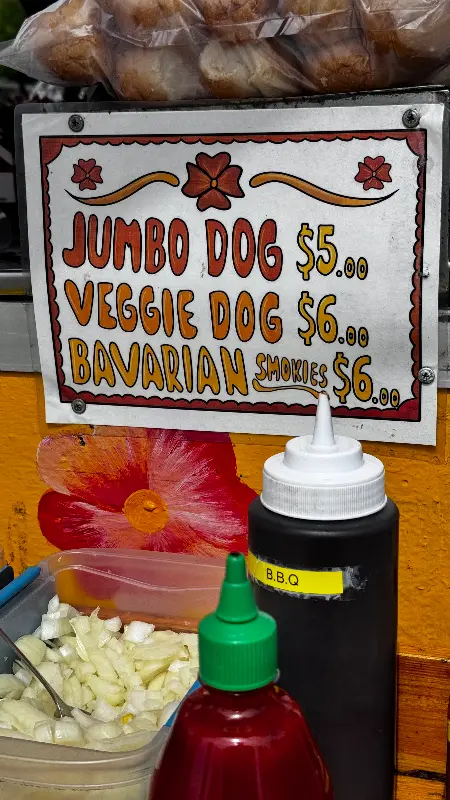 JUMBO DOG $5.00
VEGGIE DOG $6.00
BAVARIAN SMOKIES $6.00
B.B.Q